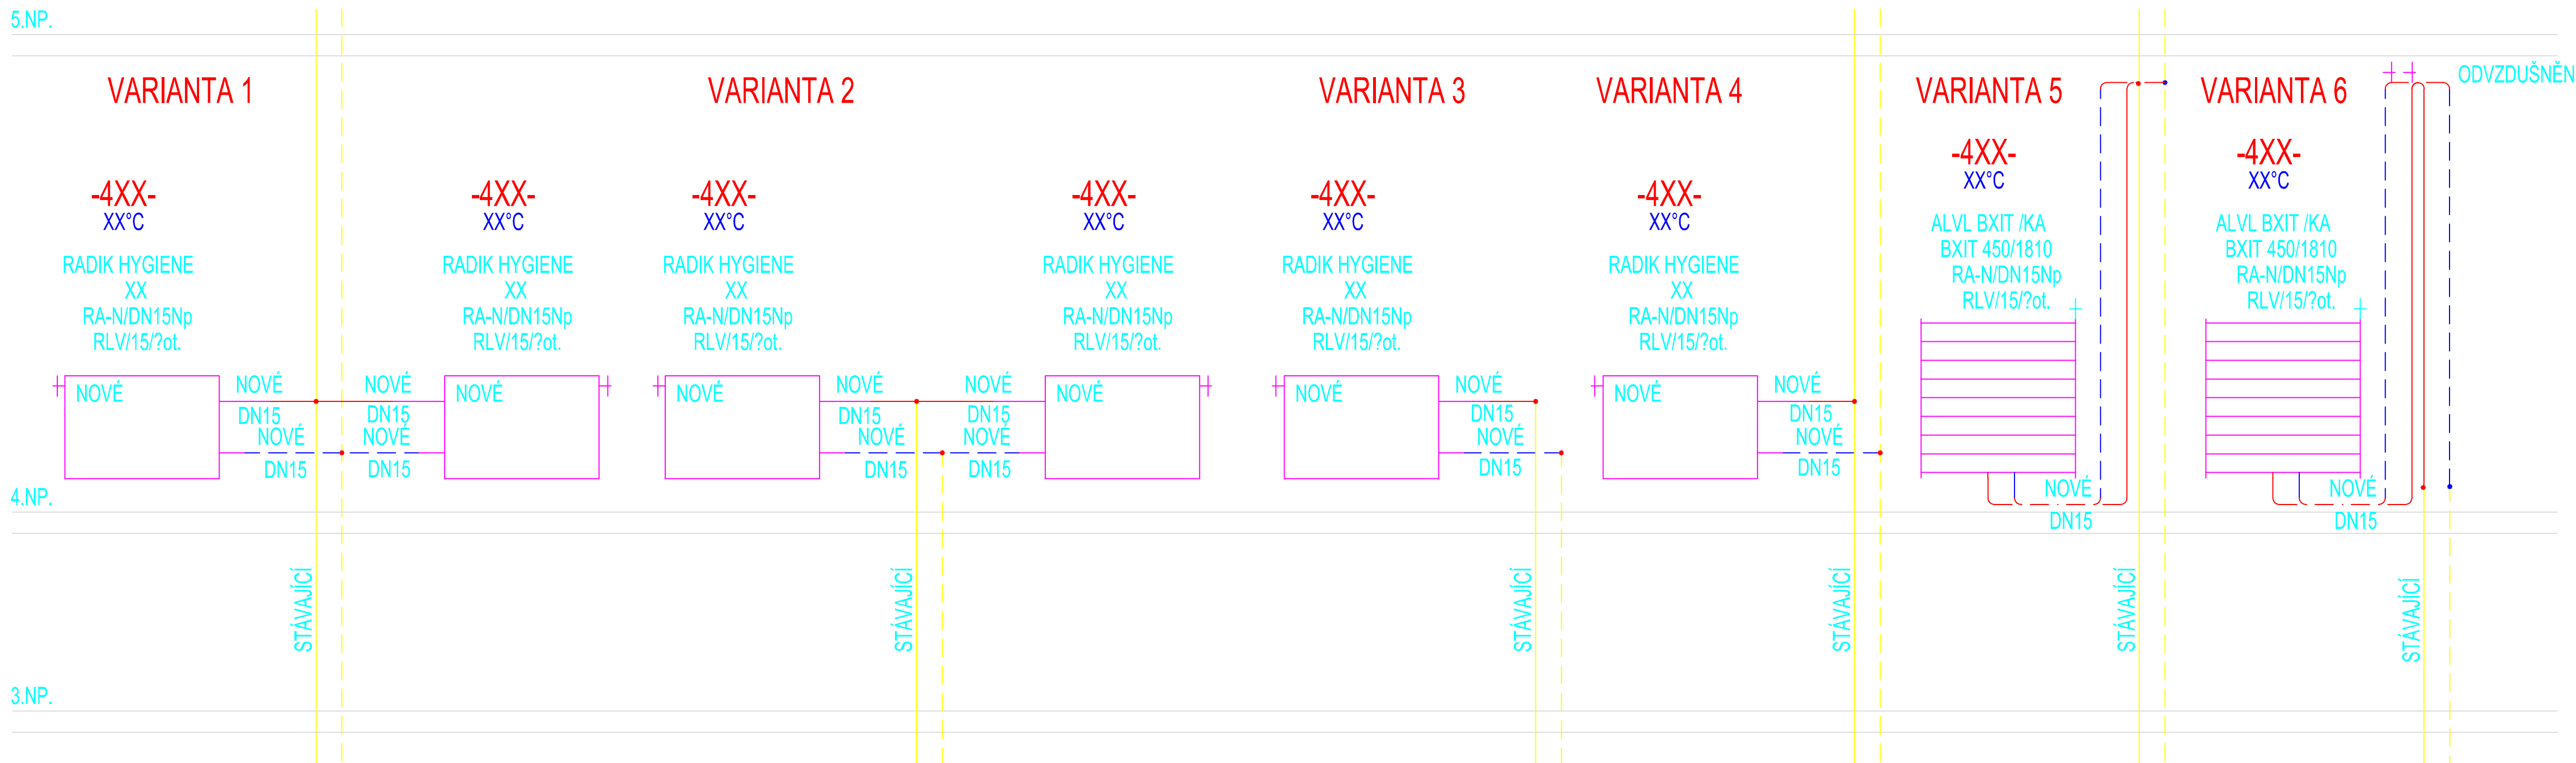 5.NP.
VARIANTA 1
VARIANTA 2
VARIANTA 3
VARIANTA 4
VARIANTA 5
VARIANTA 6
ODVZDUŠNĚN
-4XX-
XX°C
RADIK HYGIENE
XX
RA-N/DN15Np
RLV/15/?ot.
NOVÉ
NOVÉ
DN15
NOVÉ
DN15
NOVÉ
DN15
NOVÉ
DN15
-4XX-
XX°C
RADIK HYGIENE
XX
RA-N/DN15Np
RLV/15/?ot.
NOVÉ
-4XX-
XX°C
RADIK HYGIENE
XX
RA-N/DN15Np
RLV/15/?ot.
NOVÉ
NOVÉ
DN15
NOVÉ
DN15
NOVÉ
DN15
NOVÉ
DN15
-4XX-
XX°C
RADIK HYGIENE
XX
RA-N/DN15Np
RLV/15/?ot.
NOVÉ
-4XX-
XX°C
RADIK HYGIENE
XX
RA-N/DN15Np
RLV/15/?ot.
NOVÉ
NOVÉ
DN15
NOVÉ
DN15
-4XX-
XX°C
RADIK HYGIENE
XX
RA-N/DN15Np
RLV/15/?ot.
NOVÉ
NOVÉ
DN15
NOVÉ
DN15
-4XX-
XX°C
ALVL BXIT /KA
BXIT 450/1810
RA-N/DN15Np
RLV/15/?ot.
NOVÉ
DN15
-4XX-
XX°C
ALVL BXIT /KA
BXIT 450/1810
RA-N/DN15Np
RLV/15/?ot.
NOVÉ
DN15
4.NP.
STÁVAJÍCÍ
STÁVAJÍCÍ
STÁVAJÍCÍ
STÁVAJÍCÍ
STÁVAJÍCÍ
STÁVAJÍCÍ
3.NP.